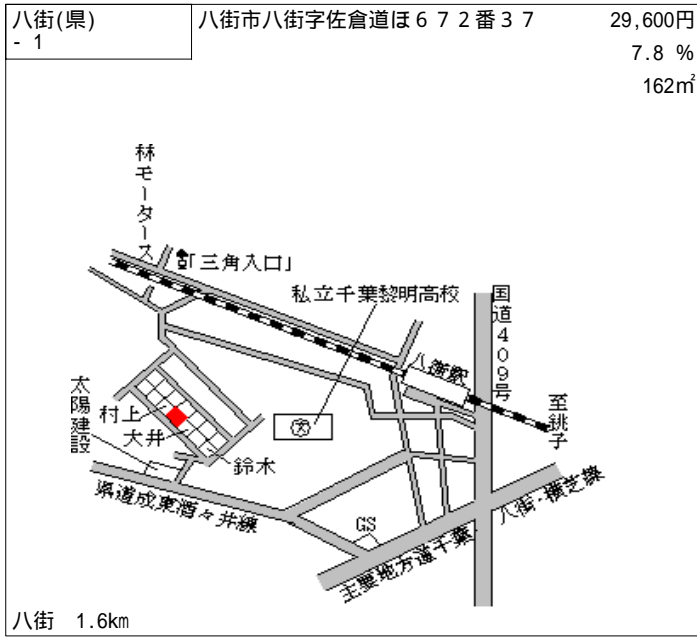 八街(県)
- 1
八街市八街字佐倉道ほ６７２番３７
29,600円
7.8 %
162㎡
林モータース
「三角入口」
私立千葉黎明高校
国道409号
八街駅
至銚子
太陽建設
村上
大井
鈴木
県道成東酒々井線
GS
主要地方道千葉・八街・横芝線
八街 1.6km